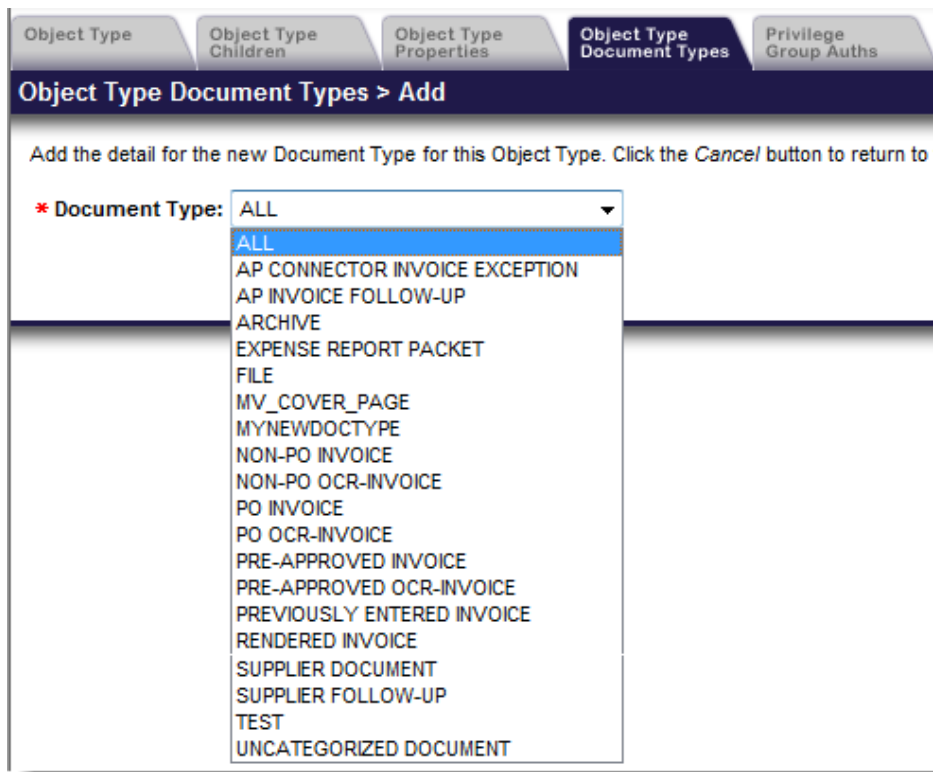 Object Type
Object Type
Children
Object Type
Properties
Object Type
Document Types
Privilege
Group Auths
Object Type Document Types > Add
Add the detail for the new Document Type for this Object Type. Click the Cancel button to return to
* Document Type: ALL
ALL
AP CONNECTOR INVOICE EXCEPTION
AP INVOICE FOLLOW-UP
ARCHIVE
EXPENSE REPORT PACKET
FILE
MV_COVER_PAGE
MYNEWDOCTYPE
NON-PO INVOICE
NON-PO OCR-INVOICE
PO INVOICE
PO OCR-INVOICE
PRE-APPROVED INVOICE
PRE-APPROVED OCR-INVOICE
PREVIOUSLY ENTERED INVOICE
RENDERED INVOICE
SUPPLIER DOCUMENT
SUPPLIER FOLLOW-UP
TEST
UNCATEGORIZED DOCUMENT